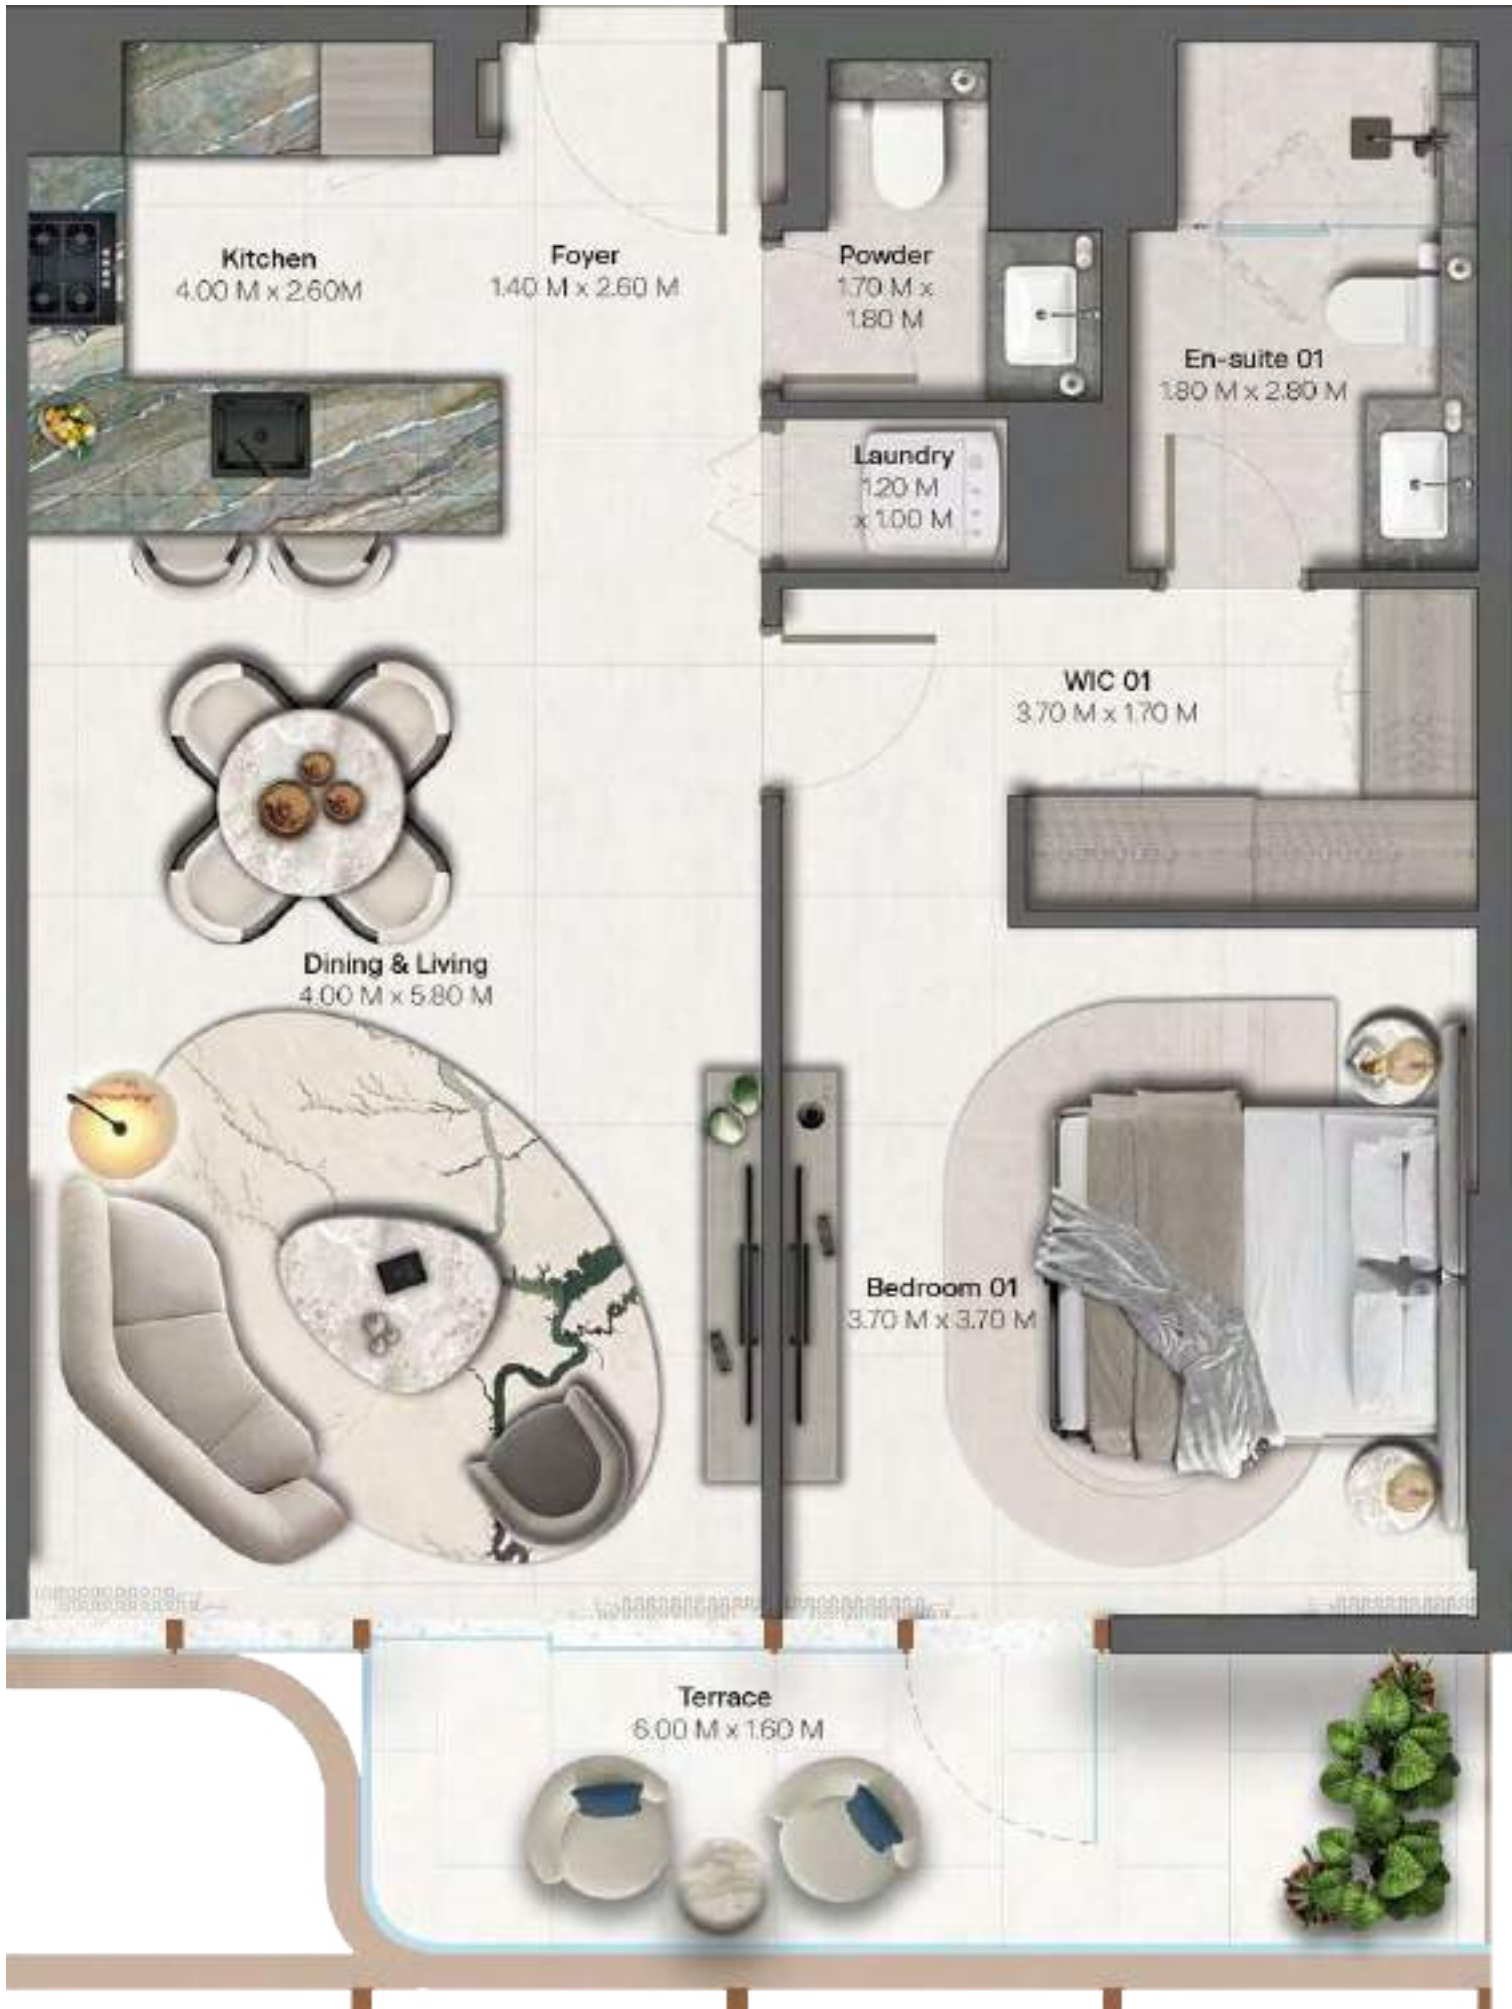 Kitchen
4.00 M x 2.60M
Foyer
1.40 M x 2.60 M
Powder
1.70 M x
1.80 M
En-suite 01
1.80 M x 2.80 M
Laundry
1.20 M
x 1.00 M
WIC 01
3.70 M x 1.70 M
Dining & Living
4.00 M x 5.80 M
Bedroom 01
3.70 M x 3.70 M
Terrace
6.00 M x 1.60 M